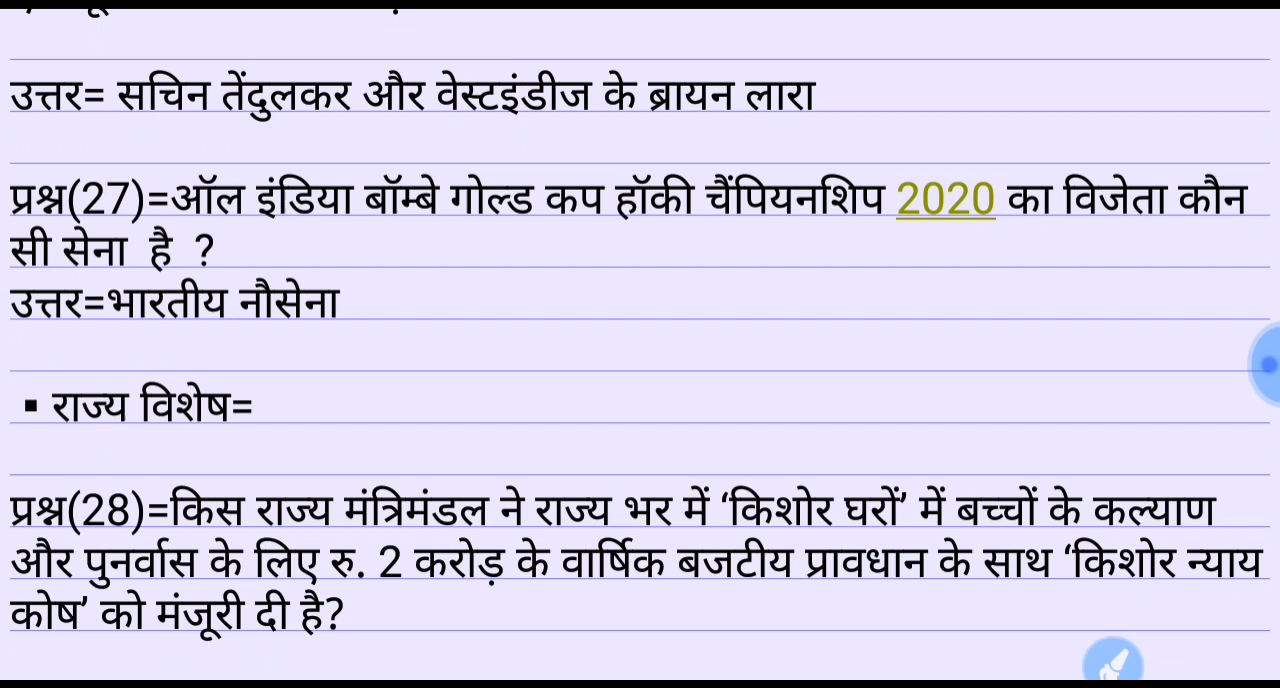 उत्तर= सचिन तेंदुलकर और वेस्टइंडीज के ब्रायन लारा
प्रश्न(27)=ऑल इंडिया बॉम्बे गोल्ड कप हॉकी चैंपियनशिप 2020 का विजेता कौन
सी सेना है ?
उत्तर=भारतीय नौसेना
▪ राज्य विशेष=
प्रश्न(28)=किस राज्य मंत्रिमंडल ने राज्य भर में ‘किशोर घरों’ में बच्चों के कल्याण
और पुनर्वास के लिए रु. 2 करोड़ के वार्षिक बजटीय प्रावधान के साथ ‘किशोर न्याय
कोष’ को मंजूरी दी है?